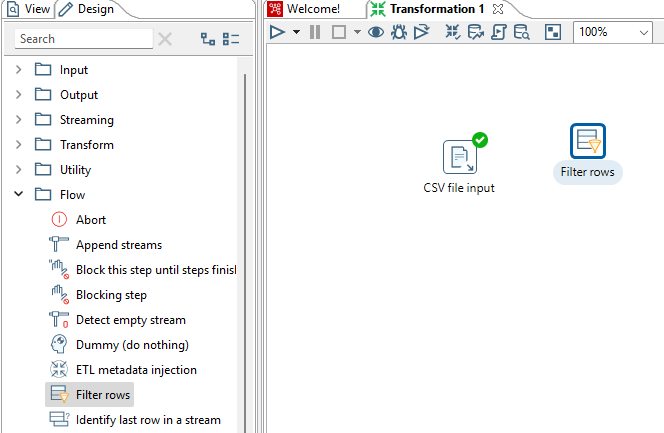 View
Design
Welcome!
Transformation 1
Search
100%
Input
Output
Streaming
Transform
Utility
Flow
Abort
Append streams
Block this step until steps finish
Blocking step
Detect empty stream
Dummy (do nothing)
ETL metadata injection
Filter rows
Identify last row in a stream
CSV file input
Filter rows